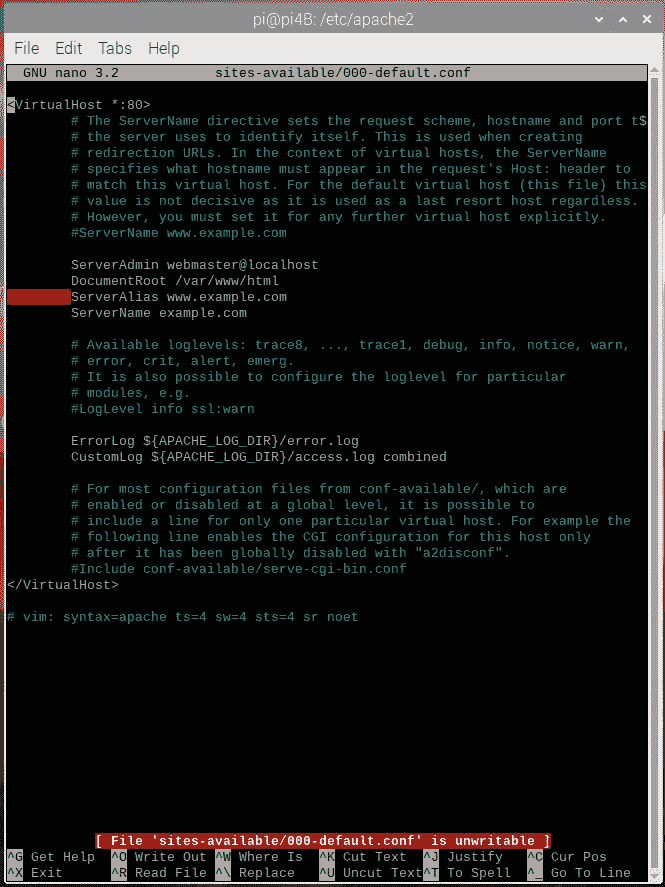 pi@pi4B: /etc/apache2
File Edit Tabs Help
GNU nano 3.2 sites-available/000-default.conf
<VirtualHost *:80>
# The ServerName directive sets the request scheme, hostname and port t$
# the server uses to identify itself. This is used when creating
# redirection URLs. In the context of virtual hosts, the ServerName
# specifies what hostname must appear in the request's Host: header to
# match this virtual host. For the default virtual host (this file) this
# value is not decisive as it is used as a last resort host regardless.
# However, you must set it for any further virtual host explicitly.
#ServerName www.example.com
ServerAdmin webmaster@localhost
DocumentRoot /var/www/html
ServerAlias www.example.com
ServerName example.com
# Available loglevels: trace8, ..., trace1, debug, info, notice, warn,
# error, crit, alert, emerg.
# It is also possible to configure the loglevel for particular
# modules, e.g.
#LogLevel info ssl:warn
ErrorLog ${APACHE_LOG_DIR}/error.log
CustomLog ${APACHE_LOG_DIR}/access.log combined
# For most configuration files from conf-available/, which are
# enabled or disabled at a global level, it is possible to
# include a line for only one particular virtual host. For example the
# following line enables the CGI configuration for this host only
# after it has been globally disabled with "a2disconf".
#Include conf-available/serve-cgi-bin.conf
</VirtualHost>
# vim: syntax=apache ts=4 sw=4 sts=4 sr noet
[ File 'sites-available/000-default.conf' is unwritable ]
^G Get Help ^O Write Out ^W Where Is ^K Cut Text ^J Justify ^C Cur Pos
^X Exit ^R Read File ^\ Replace ^U Uncut Text ^T To Spell ^_ Go To Line